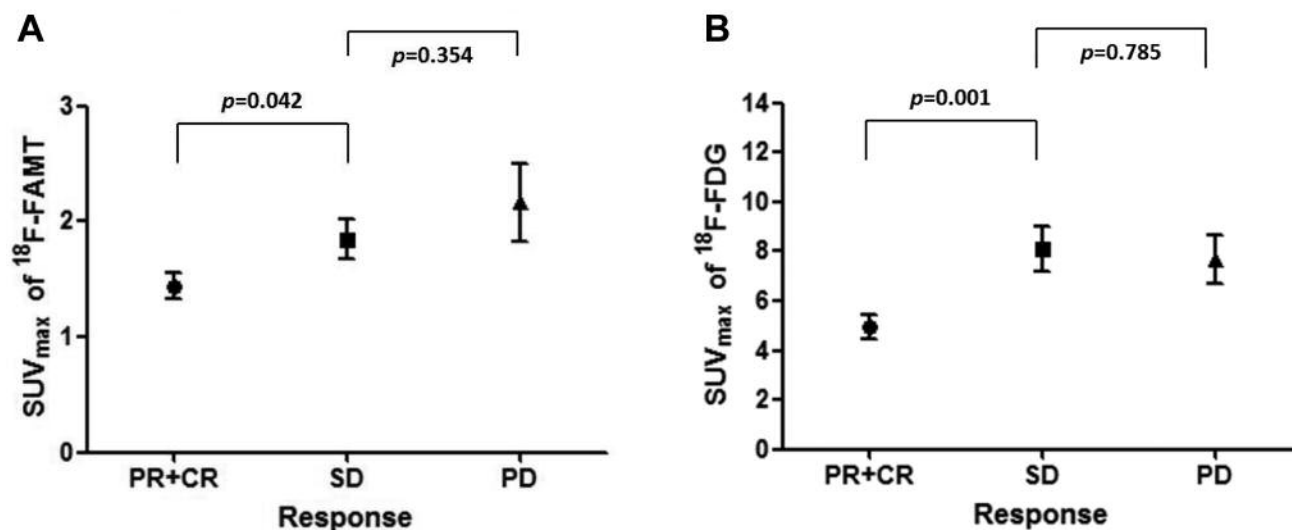 A
p=0.354
p=0.042
SUVmax of 18F-FAMT
3
2
1
0
PR+CR SD PD
Response
B
p=0.785
p=0.001
SUVmax of 18F-FDG
14
12
10
8
6
4
2
0
PR+CR SD PD
Response